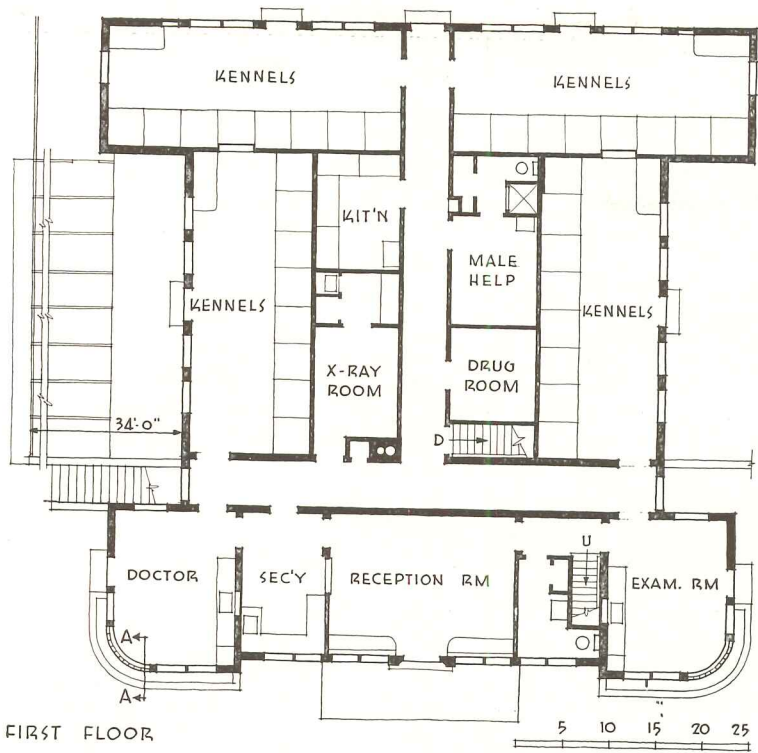 KENNELS
KENNELS
KIT'N
MALE
HELP
KENNELS
KENNELS
X-RAY
ROOM
DRUG
ROOM
34'-0"
D
U
DOCTOR
SEC'Y
RECEPTION RM
EXAM. RM
A
A
FIRST FLOOR
5 10 15 20 25